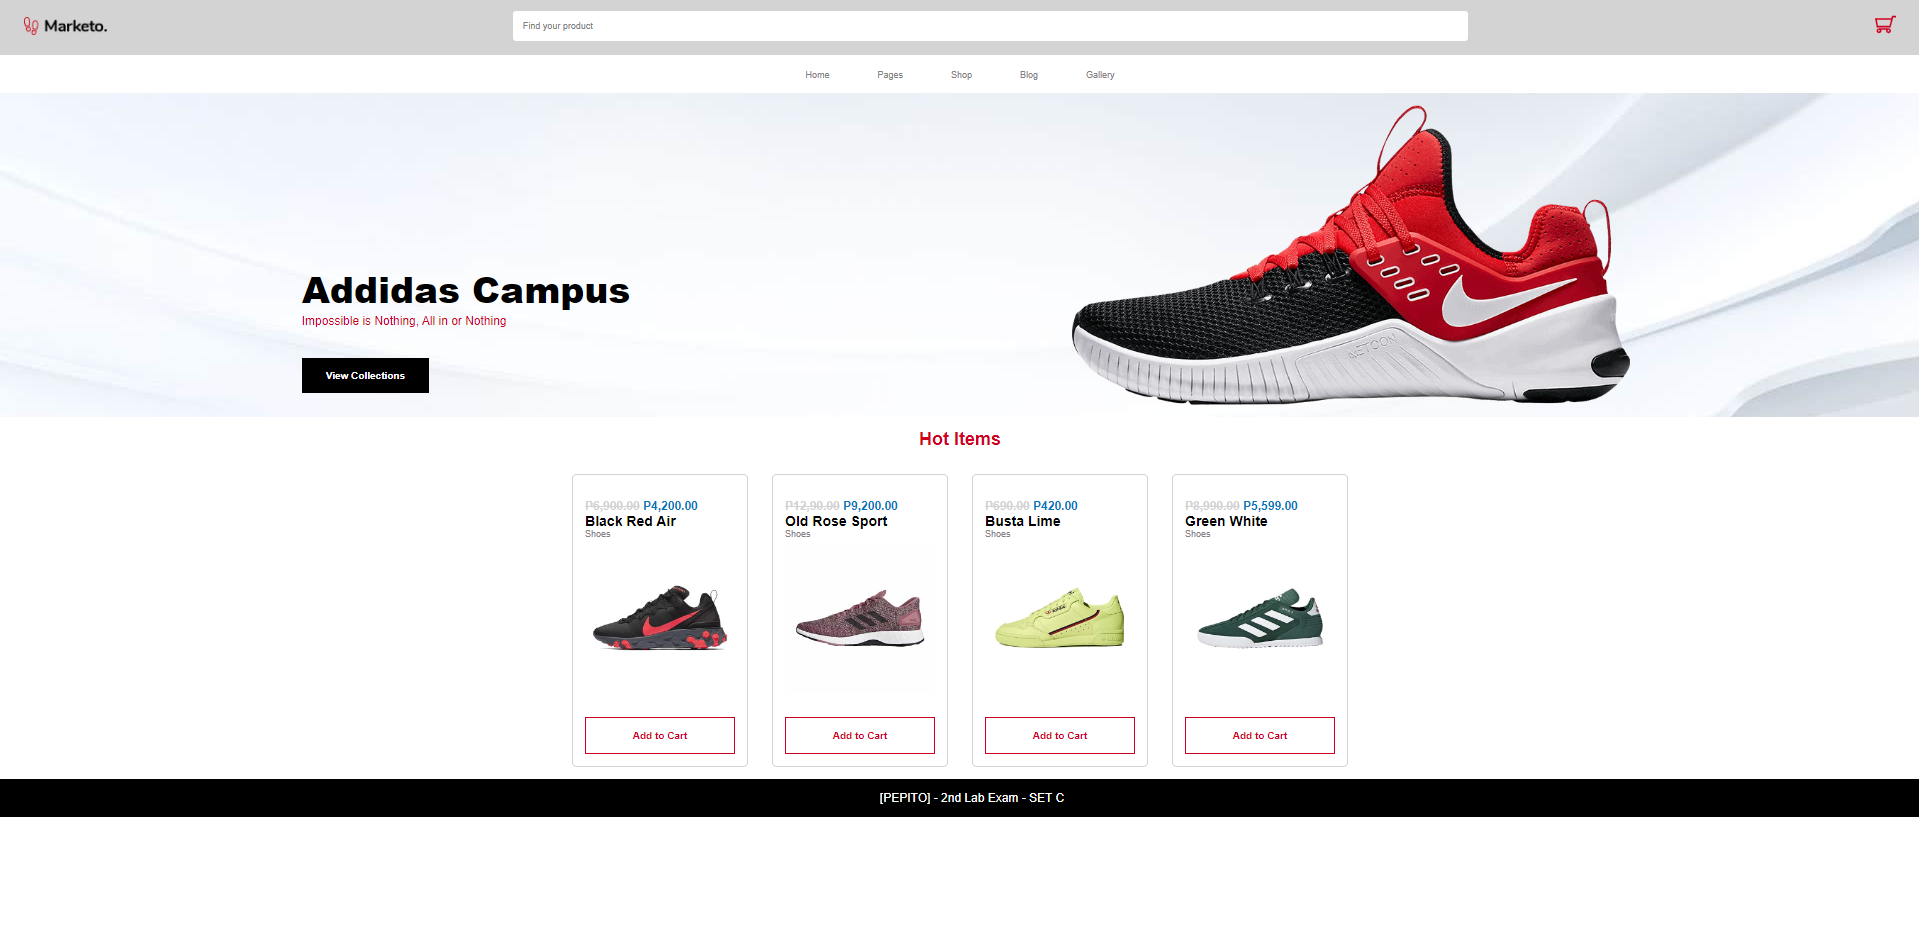 Marketo.
Find your product
Home Pages Shop Blog Gallery
Addidas Campus
Impossible is Nothing, All in or Nothing
View Collections
METCON
Hot Items
P6,900.00 P4,200.00
Black Red Air
Shoes
Add to Cart
P12,90.00 P9,200.00
Old Rose Sport
Shoes
Add to Cart
P690.00 P420.00
Busta Lime
Shoes
Add to Cart
P8,990.00 P5,599.00
Green White
Shoes
Add to Cart
[PEPITO] - 2nd Lab Exam - SET C